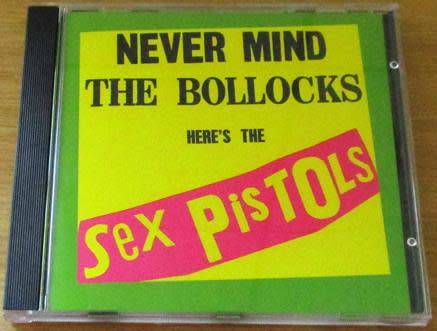 NEVER MIND
THE BOLLOCKS
HERE'S THE
Sex PisTOLs